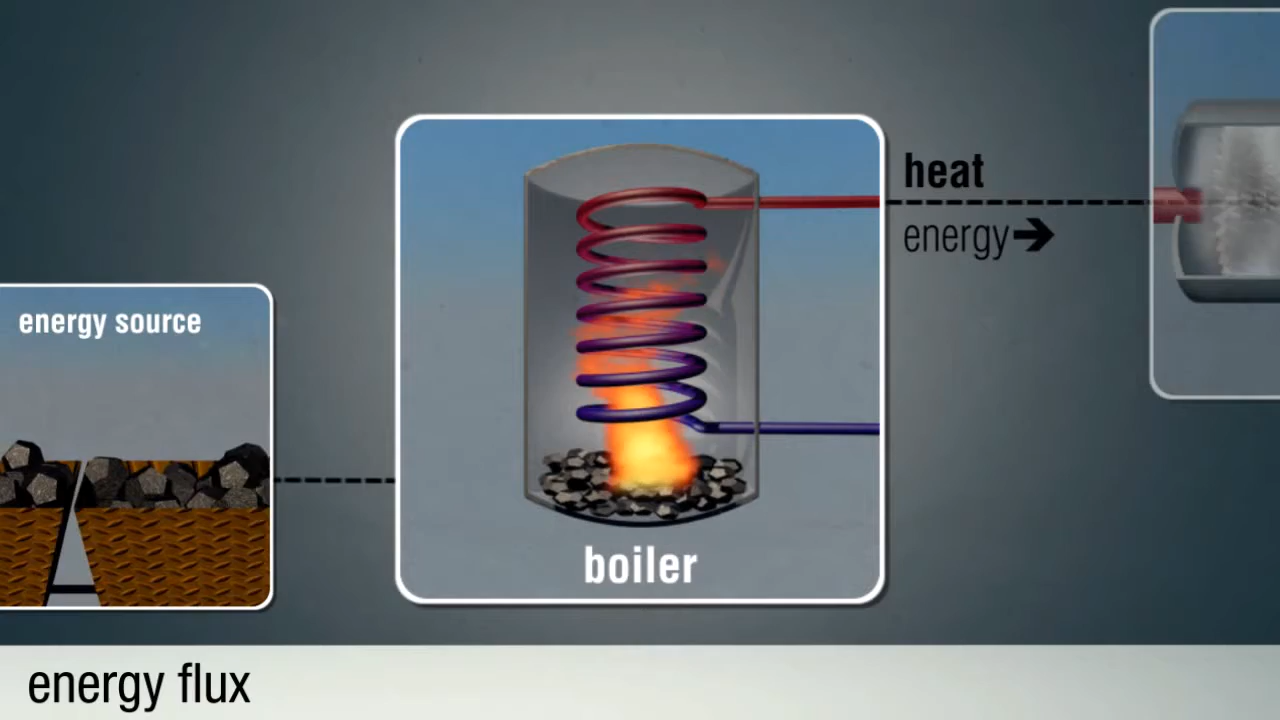 energy source
boiler
heat
energy→
energy flux